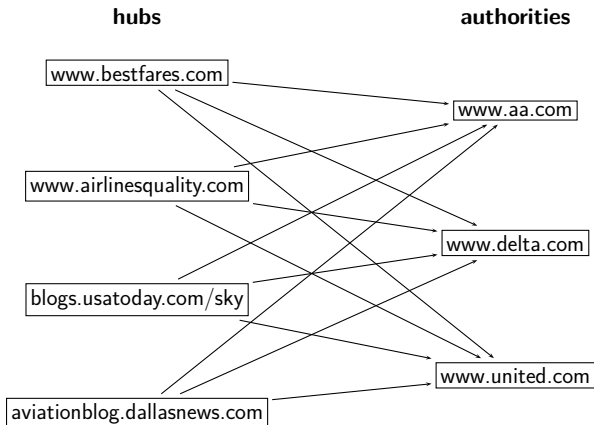 hubs
authorities
www.bestfares.com
www.aa.com
www.airlinesquality.com
www.delta.com
blogs.usatoday.com/sky
www.united.com
aviationblog.dallasnews.com